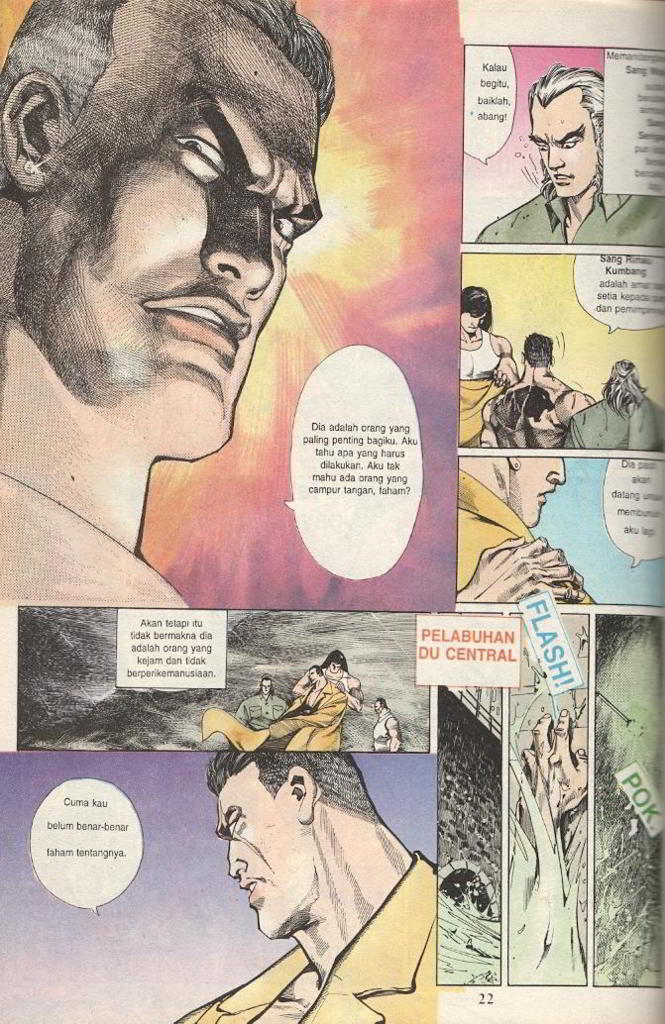 Dia adalah orang yang
paling penting bagiku. Aku
tahu apa yang harus
dilakukan. Aku tak
mahu ada orang yang
campur tangan, faham?
Kalau
begitu,
baiklah,
abang!
Sang
Sang Rimau
Kumbang
adalah
setia kepada
dan
Dia
akan
datang
aku lagi
Akan tetapi itu
tidak bermakna dia
adalah orang yang
kejam dan tidak
berperikemanusiaan.
Cuma kau
belum benar-benar
faham tentangnya.
PELABUHAN
DU CENTRAL
FLASH!
POK
22